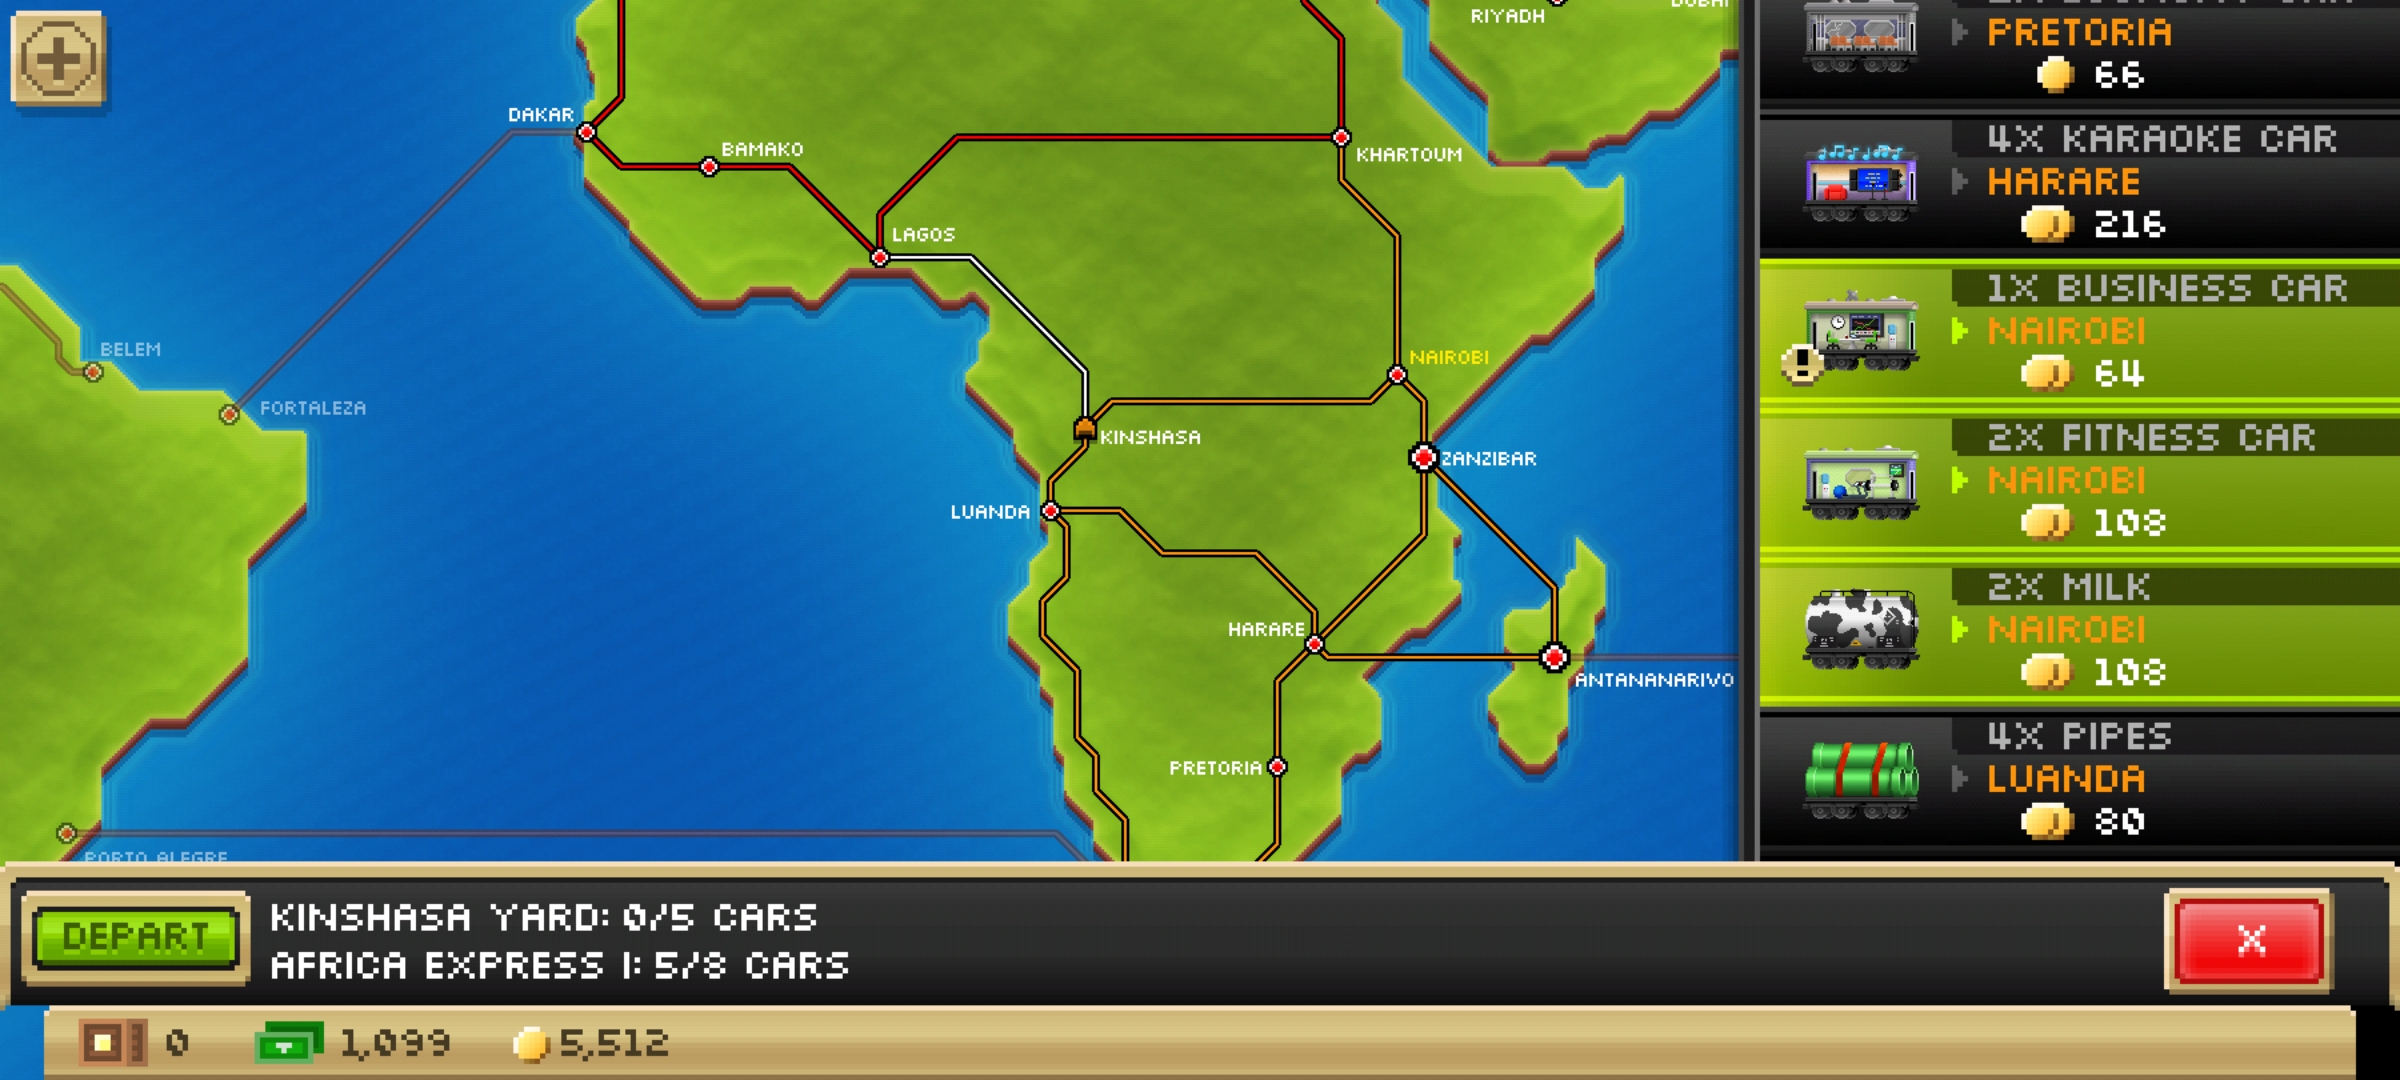 RIYADH
DAKAR
BAMAKO
KHARTOUM
LAGOS
BELEM
NAIROBI
FORTALEZA
KINSHASA
ZANZIBAR
LUANDA
HARARE
ANTANANARIVO
PRETORIA
PORTO ALEGRE
PRETORIA
66
4X KARAOKE CAR
HARARE
216
1X BUSINESS CAR
NAIROBI
64
2X FITNESS CAR
NAIROBI
108
2X MILK
NAIROBI
108
4X PIPES
LUANDA
80
DEPART
KINSHASA YARD: 0/5 CARS
AFRICA EXPRESS I: 5/8 CARS
X
0
1,099
5,512